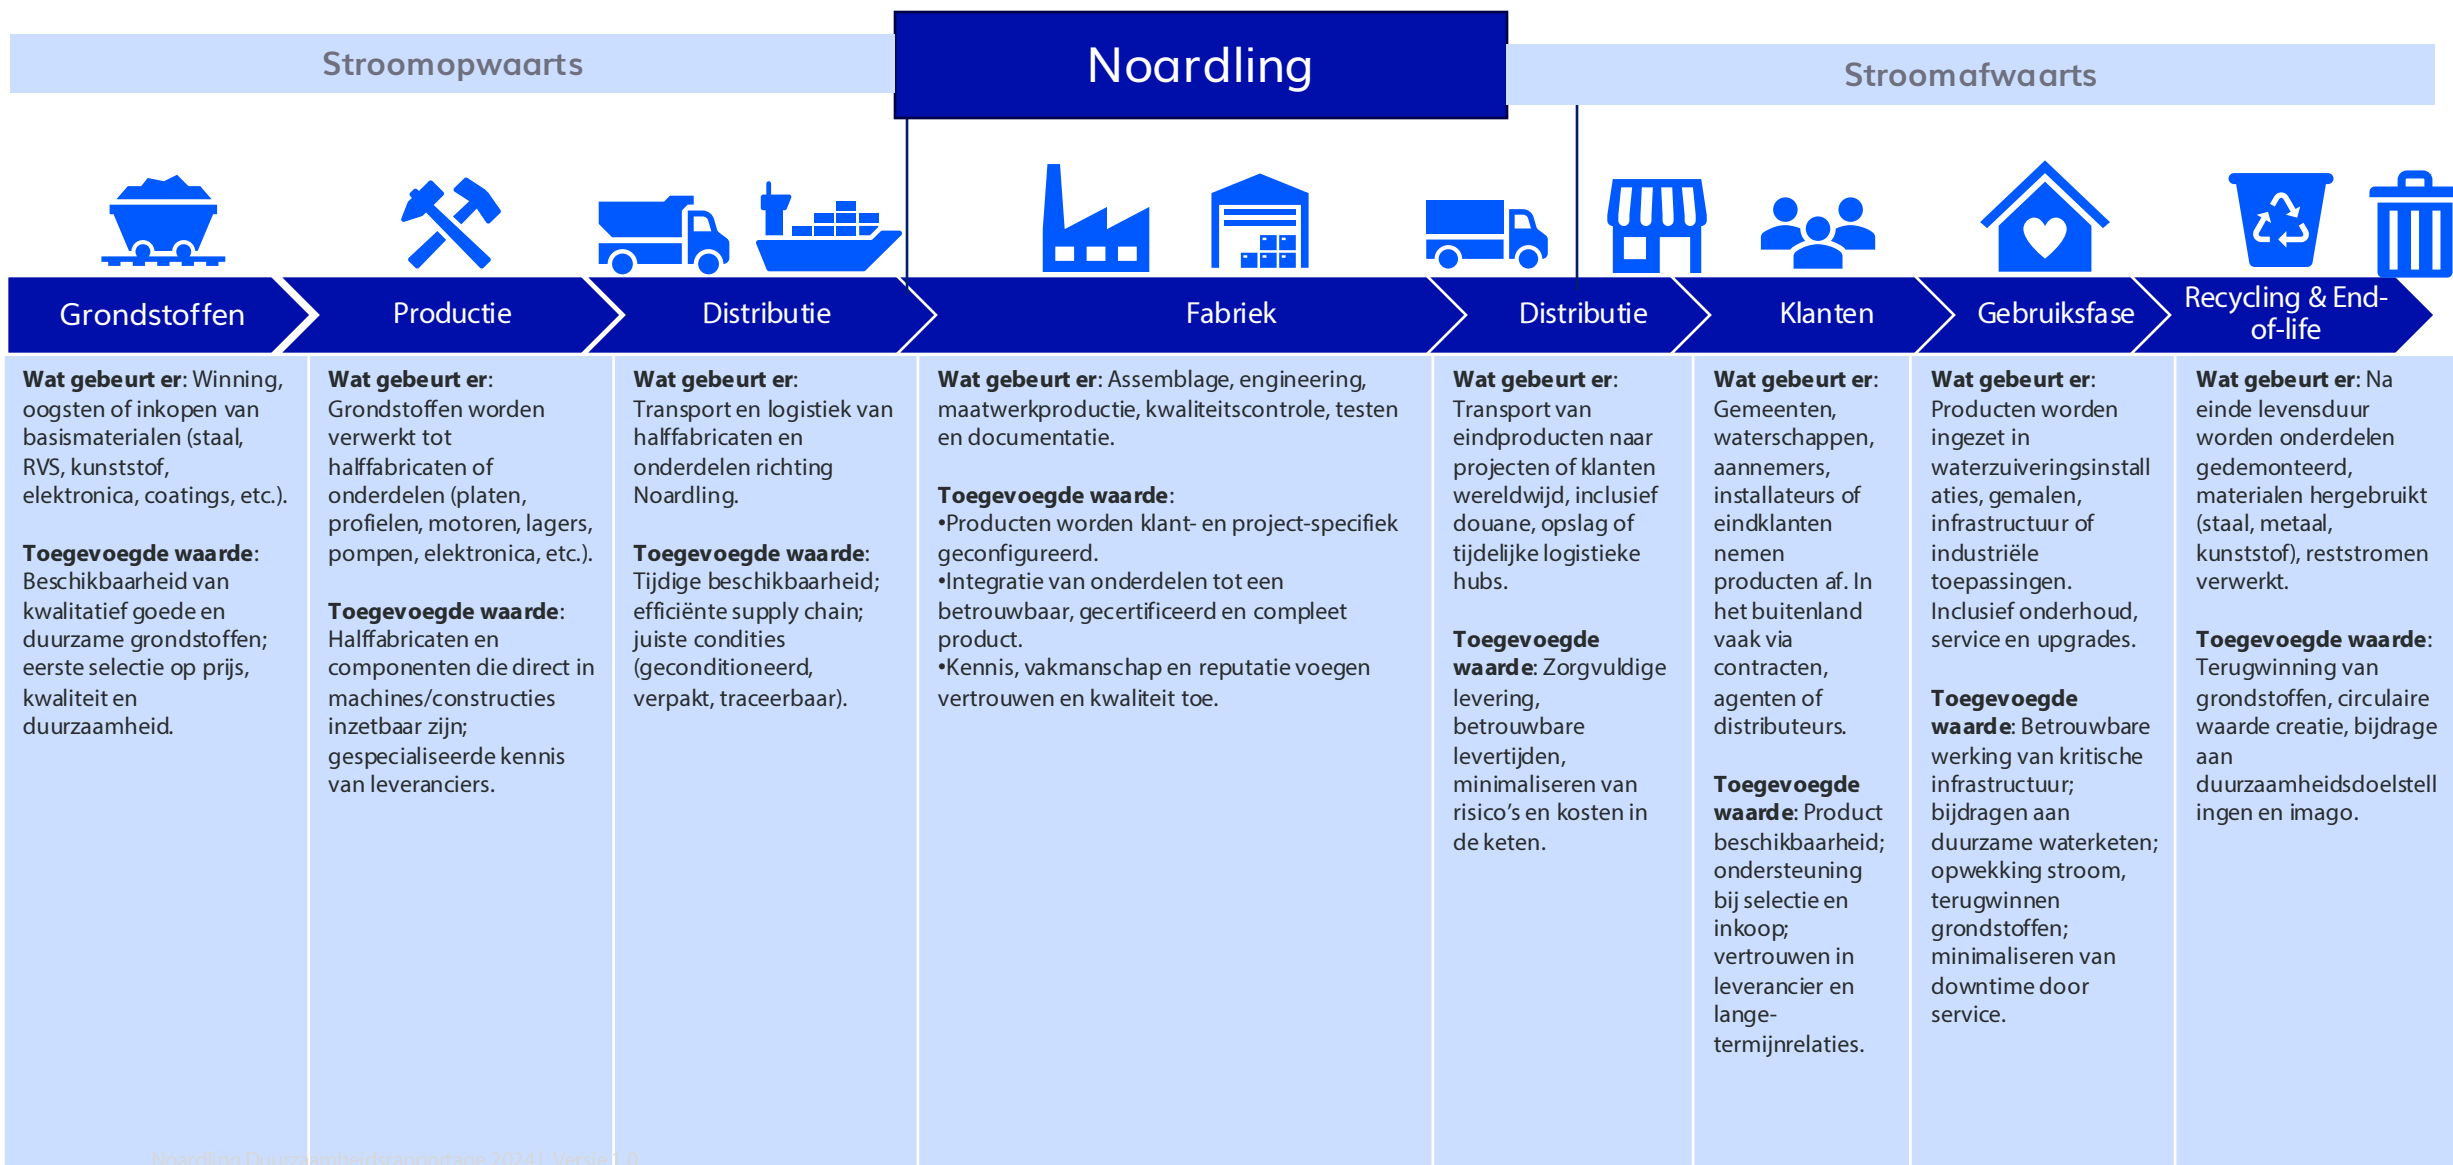 Stroomopwaarts
Noardling
Stroomafwaarts
Grondstoffen
Productie
Distributie
Fabriek
Distributie
Klanten
Gebruiksfase
Recycling & End-
of-life
Wat gebeurt er: Winning,
oogsten of inkopen van
basismaterialen (staal,
RVS, kunststof,
elektronica, coatings, etc.).
Toegevoegde waarde:
Beschikbaarheid van
kwalitatief goede en
duurzame grondstoffen;
eerste selectie op prijs,
kwaliteit en
duurzaamheid.
Wat gebeurt er:
Grondstoffen worden
verwerkt tot
halffabricaten of
onderdelen (platen,
profielen, motoren, lagers,
pompen, elektronica, etc.).
Toegevoegde waarde:
Halffabricaten en
componenten die direct in
machines/constructies
inzetbaar zijn;
gespecialiseerde kennis
van leveranciers.
Wat gebeurt er:
Transport en logistiek van
halffabricaten en
onderdelen richting
Noardling.
Toegevoegde waarde:
Tijdige beschikbaarheid;
efficiënte supply chain;
juiste condities
(geconditioneerd,
verpakt, traceerbaar).
Wat gebeurt er: Assemblage, engineering,
maatwerkproductie, kwaliteitscontrole, testen
en documentatie.
Toegevoegde waarde:
•Producten worden klant- en project-specifiek
geconfigureerd.
•Integratie van onderdelen tot een
betrouwbaar, gecertificeerd en compleet
product.
•Kennis, vakmanschap en reputatie voegen
vertrouwen en kwaliteit toe.
Wat gebeurt er:
Transport van
eindproducten naar
projecten of klanten
wereldwijd, inclusief
douane, opslag of
tijdelijke logistieke
hubs.
Toegevoegde
waarde: Zorgvuldige
levering,
betrouwbare
levertijden,
minimaliseren van
risico's en kosten in
de keten.
Wat gebeurt er:
Gemeenten,
waterschappen,
aannemers,
installateurs of
eindklanten
nemen
producten af. In
het buitenland
vaak via
contracten,
agenten of
distributeurs.
Toegevoegde
waarde: Product
beschikbaarheid;
ondersteuning
bij selectie en
inkoop;
vertrouwen in
leverancier en
lange-
termijnrelaties.
Wat gebeurt er:
Producten worden
ingezet in
waterzuiveringsinstall
aties, gemalen,
infrastructuur of
industriële
toepassingen.
Inclusief onderhoud,
service en upgrades.
Toegevoegde
waarde: Betrouwbare
werking van kritische
infrastructuur;
bijdragen aan
duurzame waterketen;
opwekking stroom,
terugwinnen
grondstoffen;
minimaliseren van
downtime door
service.
Wat gebeurt er: Na
einde levensduur
worden onderdelen
gedemonteerd,
materialen hergebruikt
(staal, metaal,
kunststof), reststromen
verwerkt.
Toegevoegde waarde:
Terugwinning van
grondstoffen, circulaire
waarde creatie, bijdrage
aan
duurzaamheidsdoelstell
ingen en imago.
Noardling Duurzaamheidsrapportage 2024 | Versie 1.0